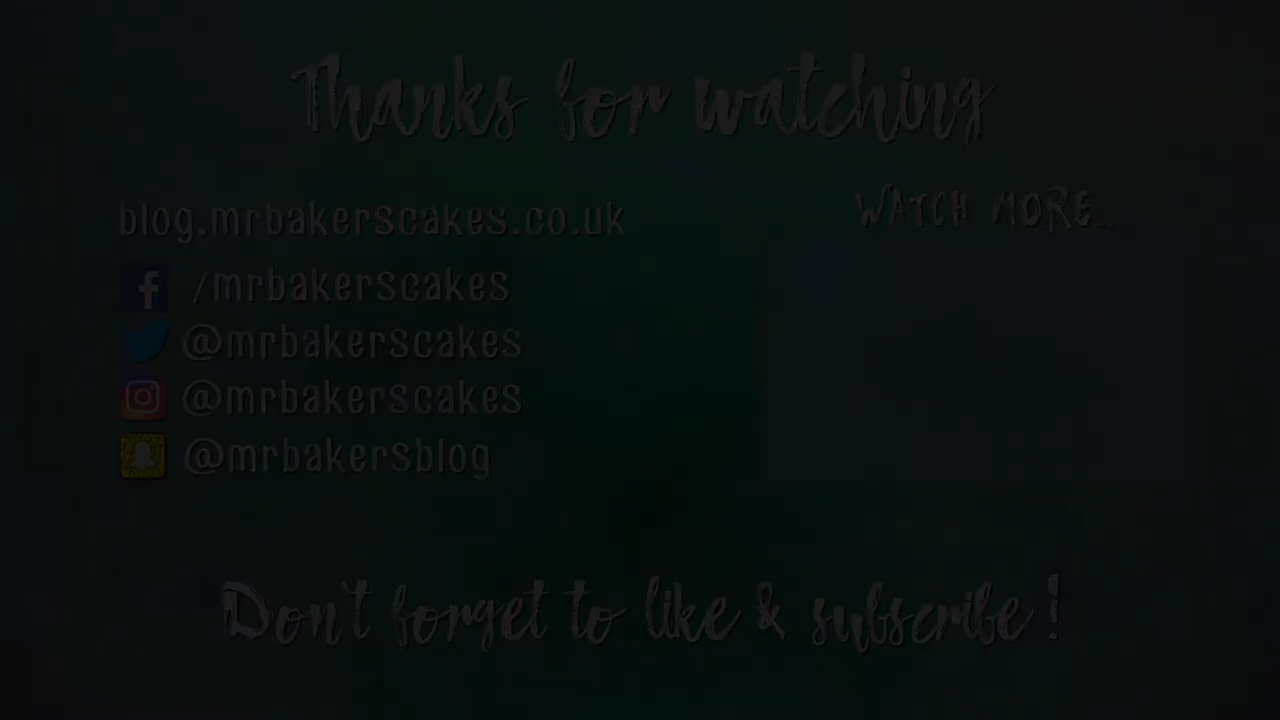 Thanks for watching
blog.mrbakerscakes.co.uk
WATCH MORE...
/mrbakerscakes
@mrbakerscakes
@mrbakerscakes
@mrbakersblog
Don't forget to like & subscribe!